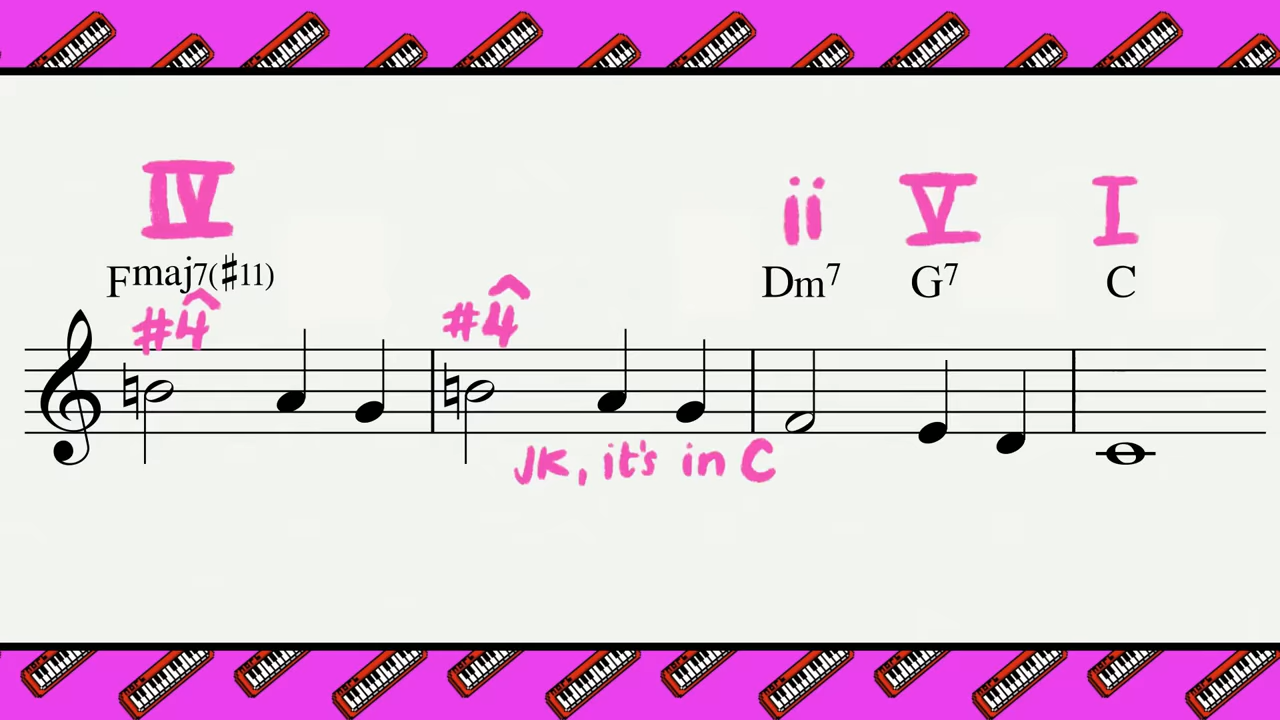 IV ii V I
Fmaj7(♯11) Dm7 G7 C
#4̂ #4̂
JK, it's in C